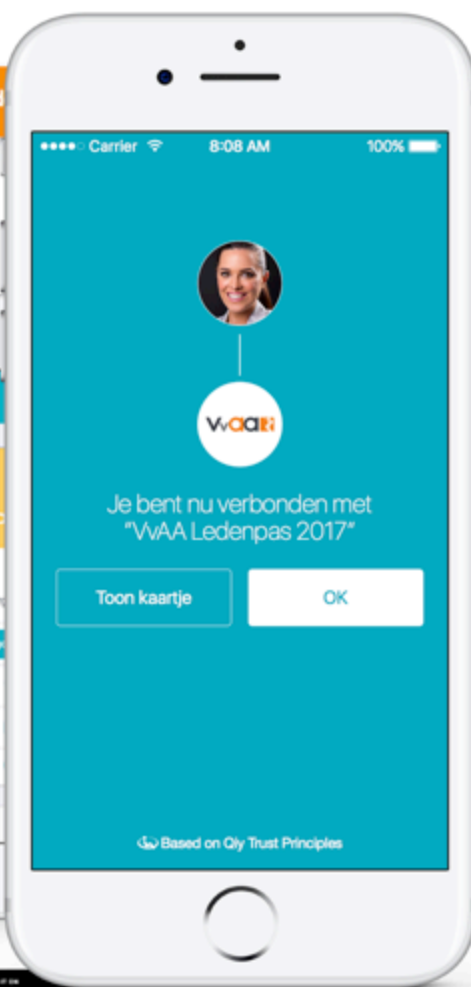 Carrier 8:08 AM 100%
VvAA
Je bent nu verbonden met
"VvAA Ledenpas 2017"
Toon kaartje OK
Based on Qiy Trust Principles